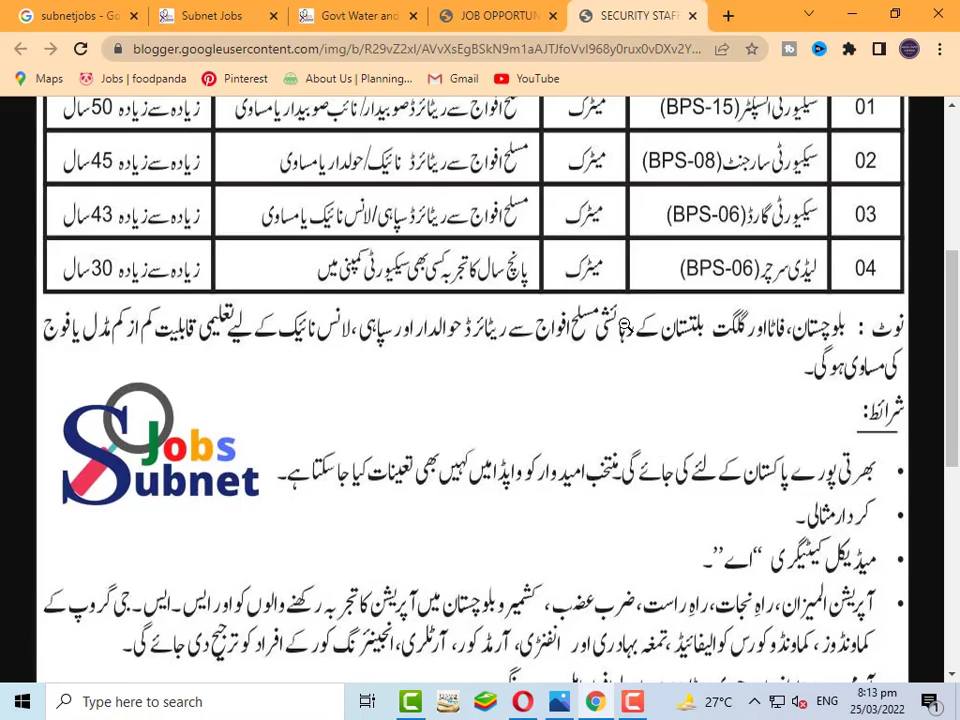 subnetjobs - Go
Subnet Jobs
Govt Water and
JOB OPPORTUN
SECURITY STAFF
blogger.googleusercontent.com/img/b/R29vZ2xl/AVvXsEgBSkN9m1aAJTJfoVvI968y0rux0vDXv2Y...
Maps
Jobs | foodpanda
Pinterest
About Us | Planning...
Gmail
YouTube
01 سیکیورٹی انسپکٹر (BPS-15) میٹرک مسلح افواج سے ریٹائرڈ صوبیدار/نائب صوبیدار یا مساوی زیادہ سے زیادہ 50 سال
02 سیکیورٹی سارجنٹ (BPS-08) میٹرک مسلح افواج سے ریٹائرڈ نائیک/حولدار یا مساوی زیادہ سے زیادہ 45 سال
03 سیکیورٹی گارڈ (BPS-06) میٹرک مسلح افواج سے ریٹائرڈ سپاہی/لانس نائیک یا مساوی زیادہ سے زیادہ 43 سال
04 لیڈی سرچر (BPS-06) میٹرک پانچ سال کا تجربہ کسی بھی سیکیورٹی کمپنی میں زیادہ سے زیادہ 30 سال
نوٹ : بلوچستان، فاٹا اور گلگت بلتستان کے رہائشی مسلح افواج سے ریٹائرڈ حوالدار اور سپاہی، لانس نائیک کے لیے تعلیمی قابلیت کم از کم مڈل یا فوج
کی مساوی ہوگی۔
شرائط:
Jobs
Subnet
• بھرتی پورے پاکستان کے لئے کی جائے گی۔ منتخب امیدوار کو واپڈا میں کہیں بھی تعینات کیا جا سکتا ہے۔
• کردار مثالی۔
• میڈیکل کیٹیگری “اے”۔
• آپریشن المیزان، راہ نجات، راہ راست، ضرب عضب، کشمیر و بلوچستان میں آپریشن کا تجربہ رکھنے والوں کو اور ایس۔ایس۔جی گروپ کے
کمانڈوز، کمانڈو کورس کوالیفائیڈ، تمغہ بہادری اور انفنٹری، آرمڈ کور، آرٹلری، انجینئرنگ کور کے افراد کو ترجیح دی جائے گی۔
Type here to search
27°C
ENG
8:13 pm
25/03/2022
1